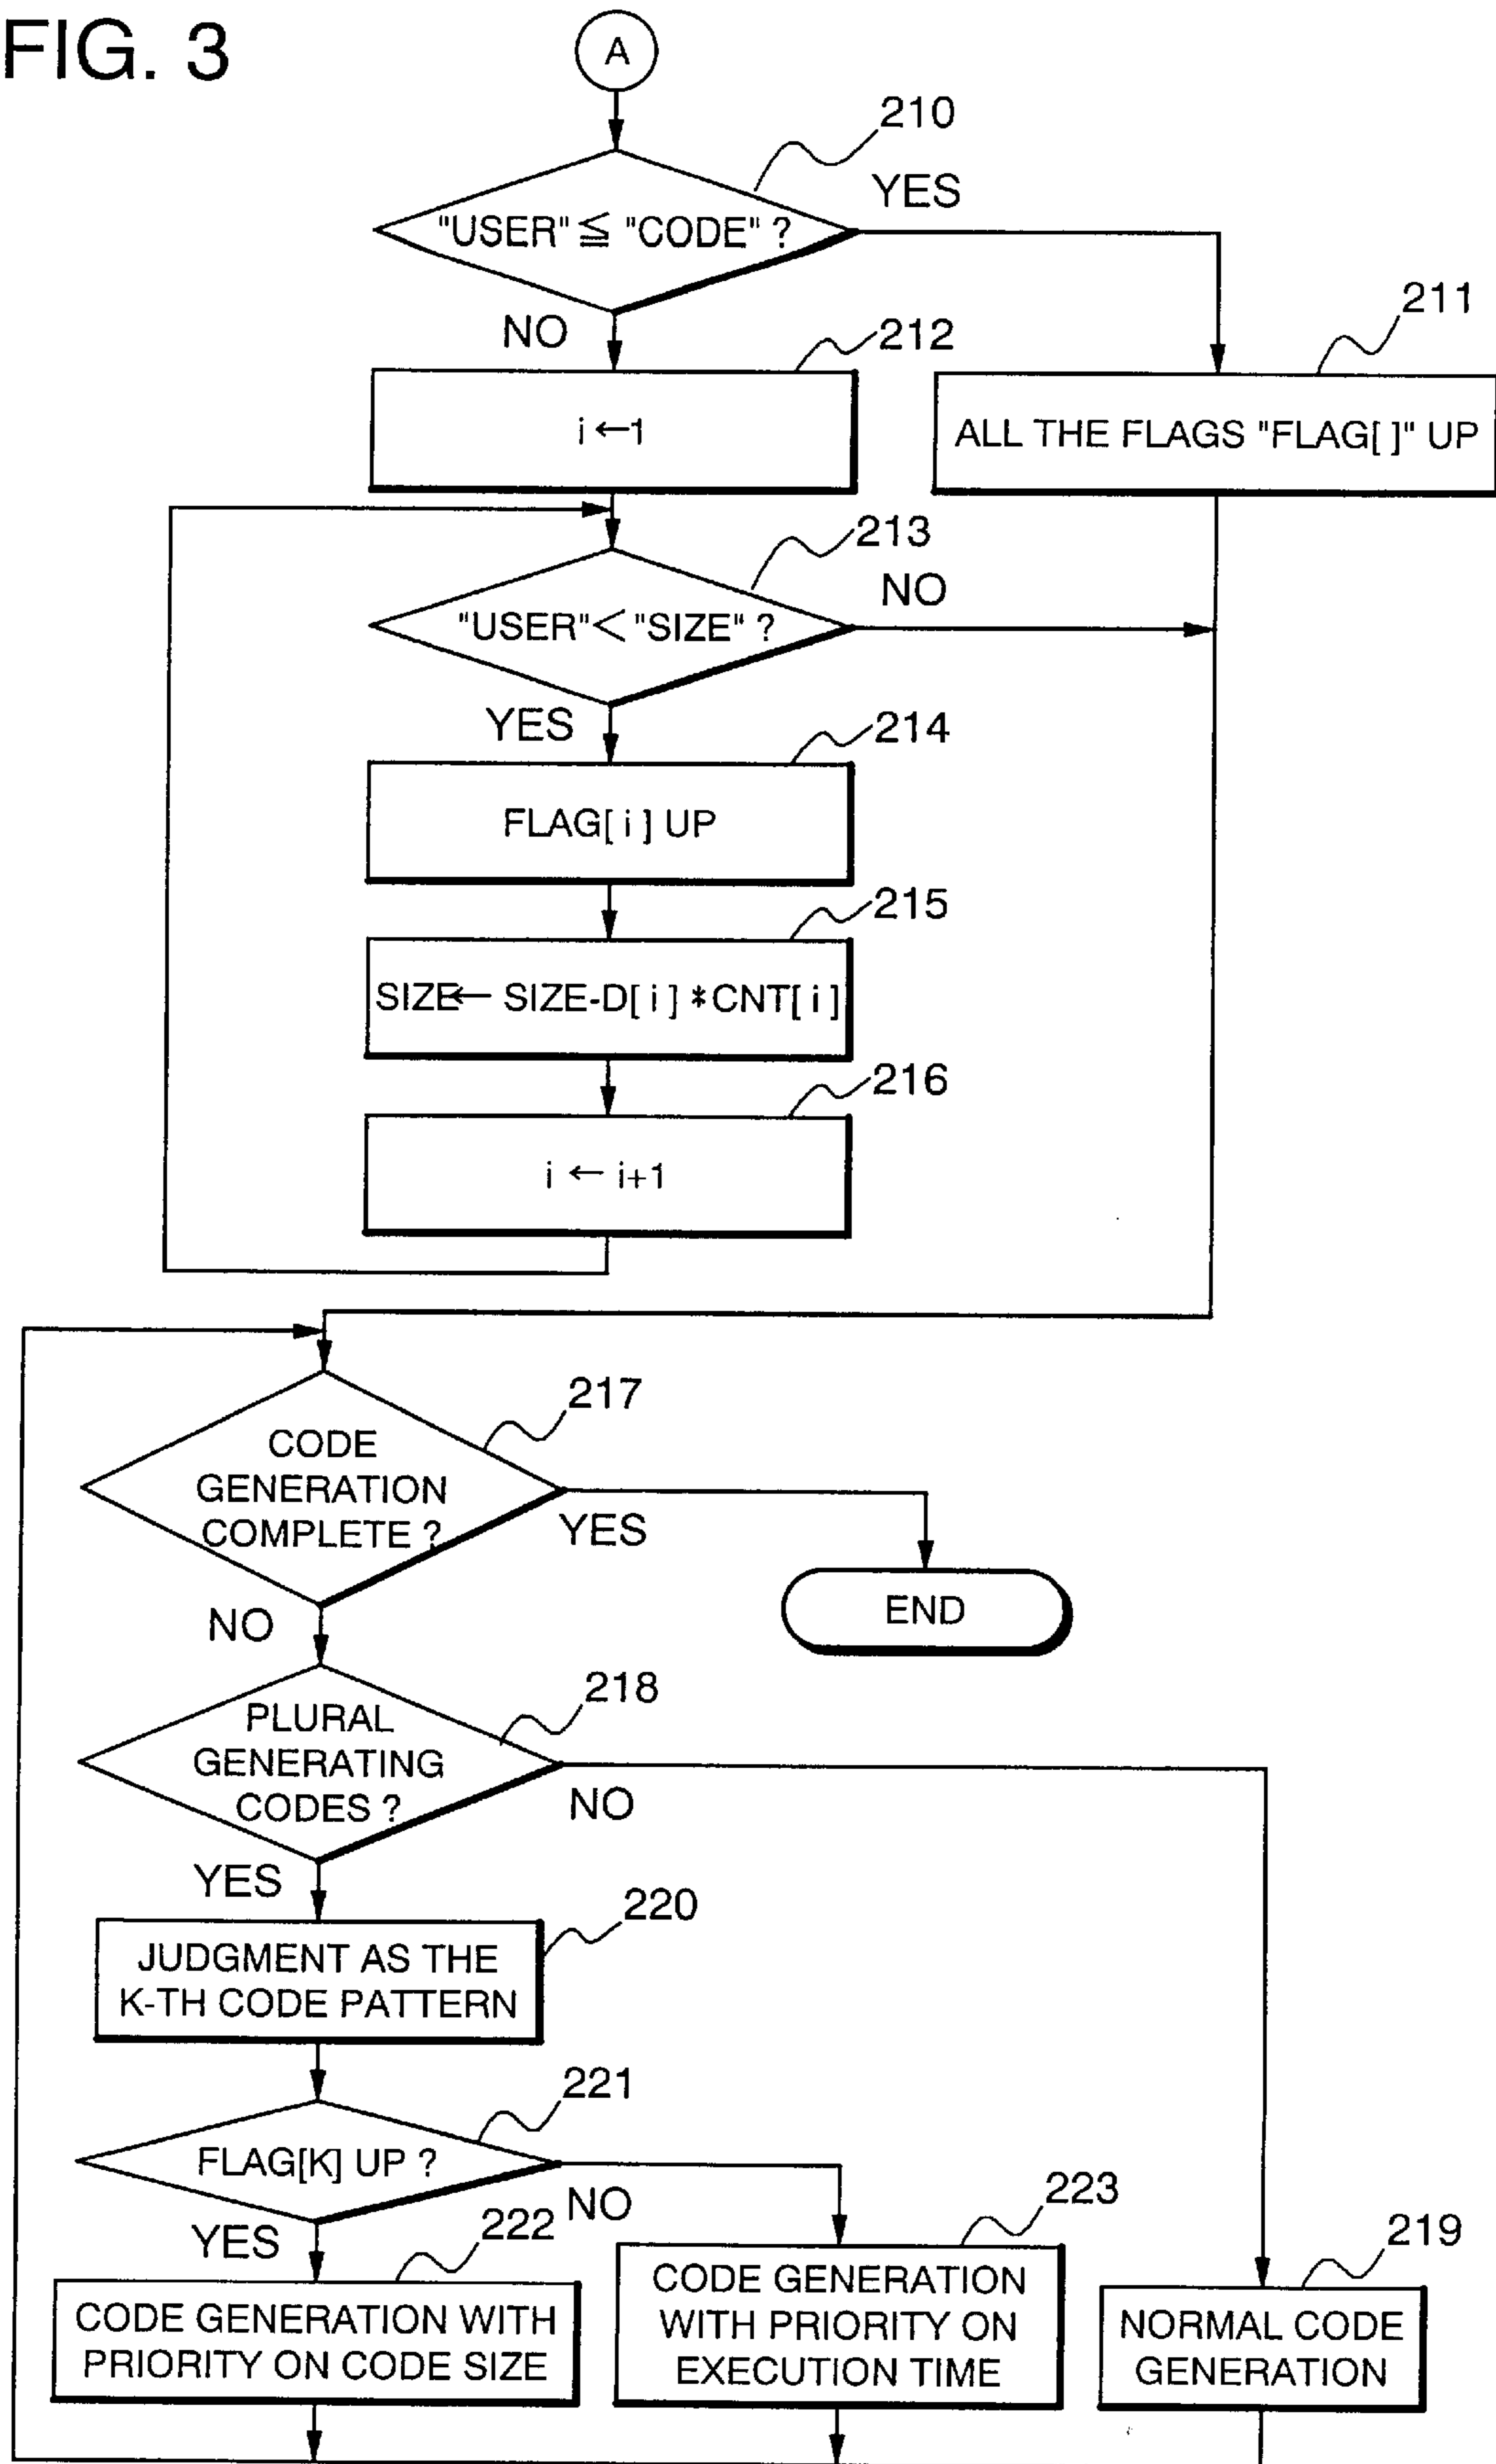 FIG. 3
A
210
"USER" ≦ "CODE" ?
YES
NO
212
211
i ←1
ALL THE FLAGS "FLAG[ ]" UP
213
"USER"< "SIZE" ?
NO
YES
214
FLAG[ i ] UP
215
SIZE← SIZE-D[ i ] *CNT[ i ]
216
i ← i+1
217
CODE
GENERATION
COMPLETE ?
YES
END
NO
218
PLURAL
GENERATING
CODES ?
NO
YES
220
JUDGMENT AS THE
K-TH CODE PATTERN
221
FLAG[K] UP ?
NO
YES
222
223
219
CODE GENERATION WITH
PRIORITY ON CODE SIZE
CODE GENERATION
WITH PRIORITY ON
EXECUTION TIME
NORMAL CODE
GENERATION